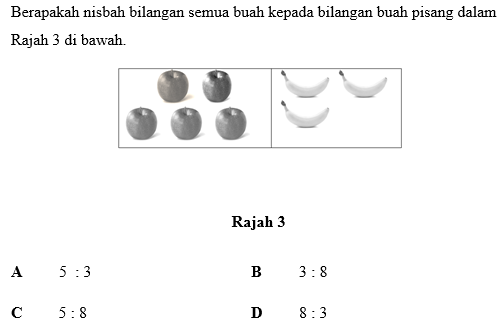 Berapakah nisbah bilangan semua buah kepada bilangan buah pisang dalam
Rajah 3 di bawah.
Rajah 3
A 5 : 3 B 3 : 8
C 5 : 8 D 8 : 3